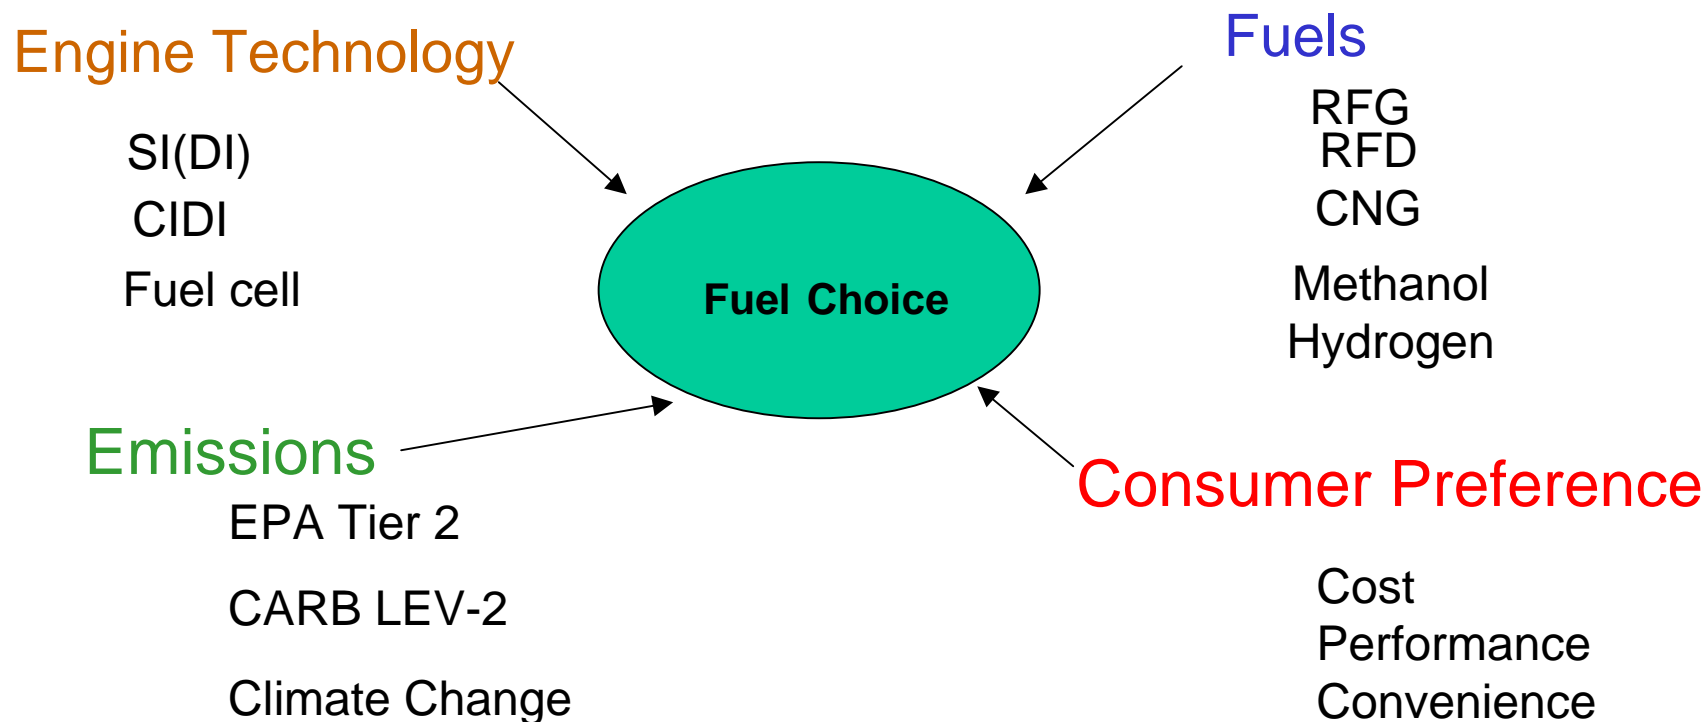 Engine Technology
SI(DI)
CIDI
Fuel cell
Fuels
RFG
RFD
CNG
Methanol
Hydrogen
Fuel Choice
Emissions
EPA Tier 2
CARB LEV-2
Climate Change
Consumer Preference
Cost
Performance
Convenience